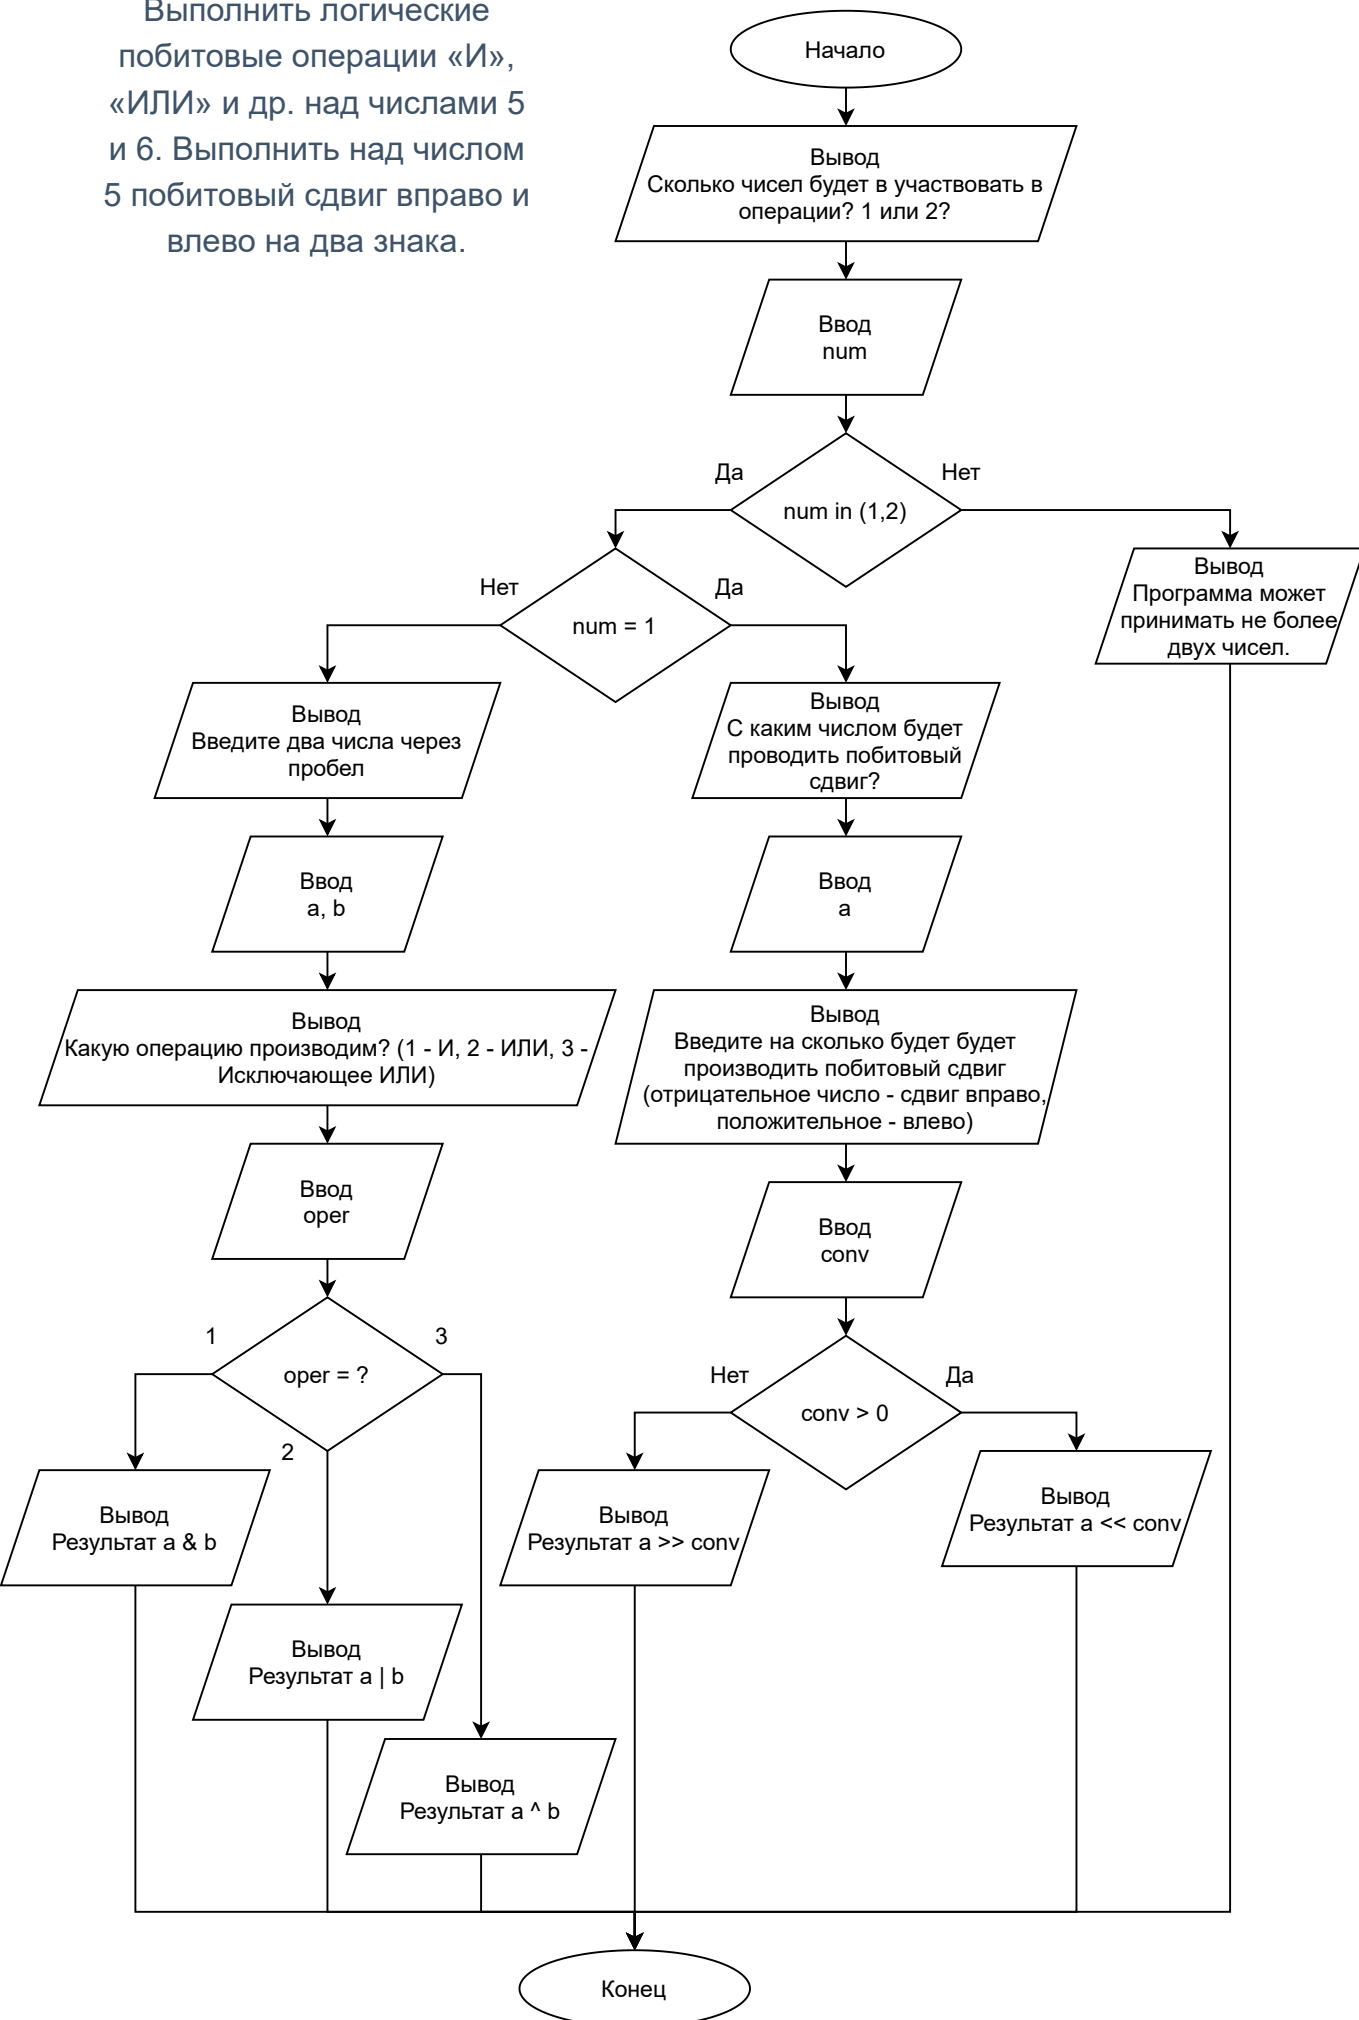 Выполнить логические
побитовые операции «И»,
«ИЛИ» и др. над числами 5
и 6. Выполнить над числом
5 побитовый сдвиг вправо и
влево на два знака.
Начало
Вывод
Сколько чисел будет в участвовать в
операции? 1 или 2?
Ввод
num
Да
Нет
num in (1,2)
Вывод
Программа может
принимать не более
двух чисел.
Нет
Да
num = 1
Вывод
Введите два числа через
пробел
Вывод
С каким числом будет
проводить побитовый
сдвиг?
Ввод
a, b
Ввод
a
Вывод
Какую операцию производим? (1 - И, 2 - ИЛИ, 3 -
Исключающее ИЛИ)
Вывод
Введите на сколько будет будет
производить побитовый сдвиг
(отрицательное число - сдвиг вправо,
положительное - влево)
Ввод
oper
Ввод
conv
1
3
oper = ?
2
Нет
Да
conv > 0
Вывод
Результат a & b
Вывод
Результат a >> conv
Вывод
Результат a << conv
Вывод
Результат a | b
Вывод
Результат a ^ b
Конец